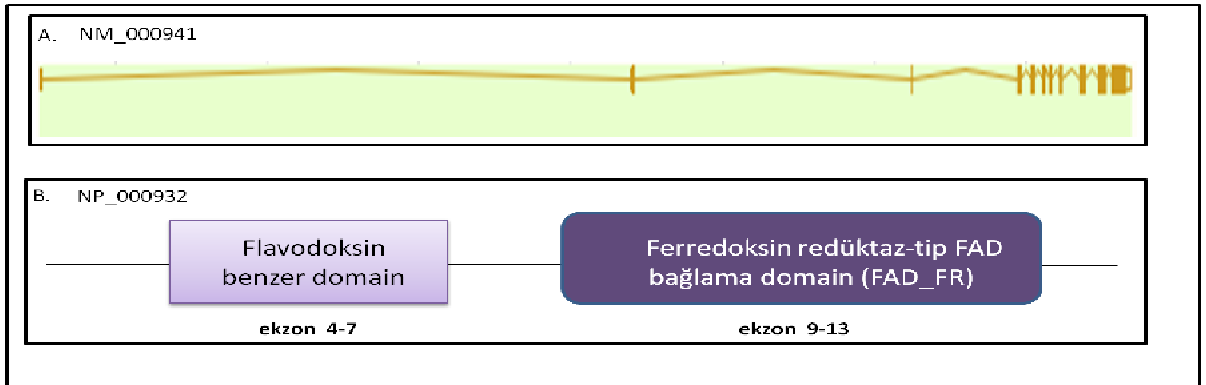 A. NM_000941
B. NP_000932
Flavodoksin
benzer domain
Ferredoksin redüktaz-tip FAD
bağlama domain (FAD_FR)
ekzon 4-7
ekzon 9-13